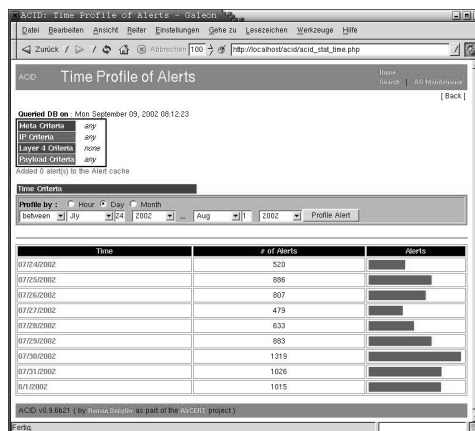 ACID: Time Profile of Alerts - Galeon
Datei Bearbeiten Ansicht Reiter Einstellungen Gehe zu Lesezeichen Werkzeuge Hilfe
Zurück Abbrechen 100 http://localhost/acid/acid_stat_time.php
ACID Time Profile of Alerts
Home
Search | AG Maintenance
[ Back ]
Queried DB on : Mon September 09, 2002 08:12:23
Meta Criteria any
IP Criteria any
Layer 4 Criteria none
Payload Criteria any
Added 0 alert(s) to the Alert cache
Time Criteria
Profile by : Hour Day Month
between Jly 24 2002 -- Aug 1 2002 Profile Alert
Time # of Alerts Alerts
07/24/2002 520
07/25/2002 886
07/26/2002 807
07/27/2002 479
07/28/2002 633
07/29/2002 883
07/30/2002 1319
07/31/2002 1026
8/1/2002 1015
ACID v0.9.6b21 ( by Roman Danyliw as part of the AirCERT project )
Fertig.